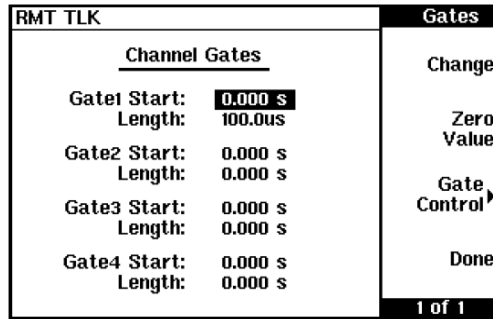 RMT TLK
Channel Gates
Gate1 Start: 0.000 s
Length: 100.0us
Gate2 Start: 0.000 s
Length: 0.000 s
Gate3 Start: 0.000 s
Length: 0.000 s
Gate4 Start: 0.000 s
Length: 0.000 s
Gates
Change
Zero
Value
Gate
Control
Done
1 of 1